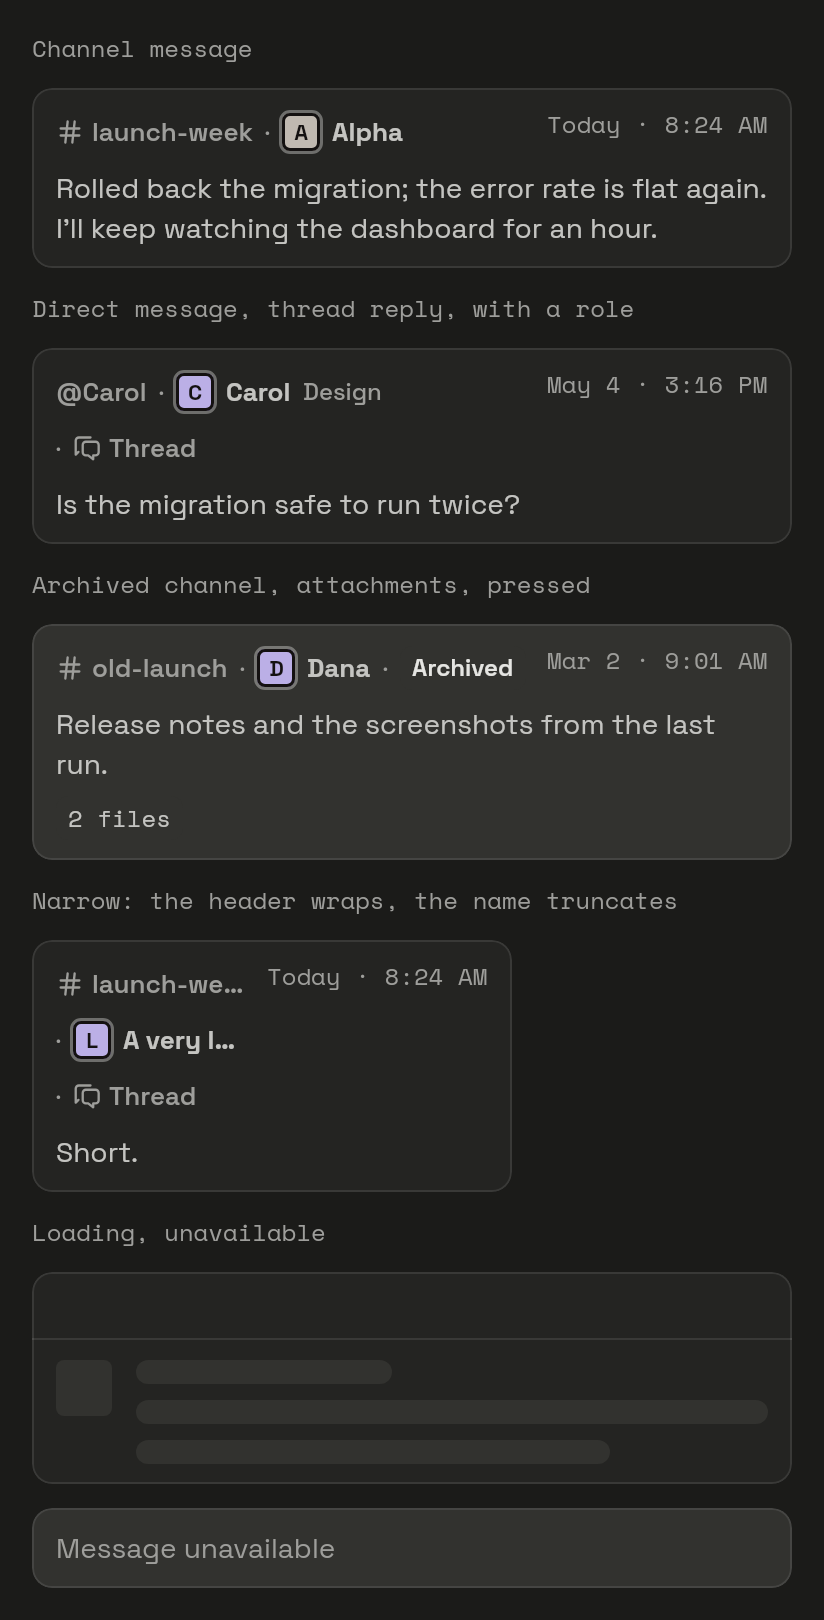 Channel message
# launch-week · A Alpha Today · 8:24 AM
Rolled back the migration; the error rate is flat again.
I’ll keep watching the dashboard for an hour.
Direct message, thread reply, with a role
@Carol · C Carol Design May 4 · 3:16 PM
· Thread
Is the migration safe to run twice?
Archived channel, attachments, pressed
# old-launch · D Dana · Archived Mar 2 · 9:01 AM
Release notes and the screenshots from the last
run.
2 files
Narrow: the header wraps, the name truncates
# launch-we… Today · 8:24 AM
· L A very l…
· Thread
Short.
Loading, unavailable
Message unavailable